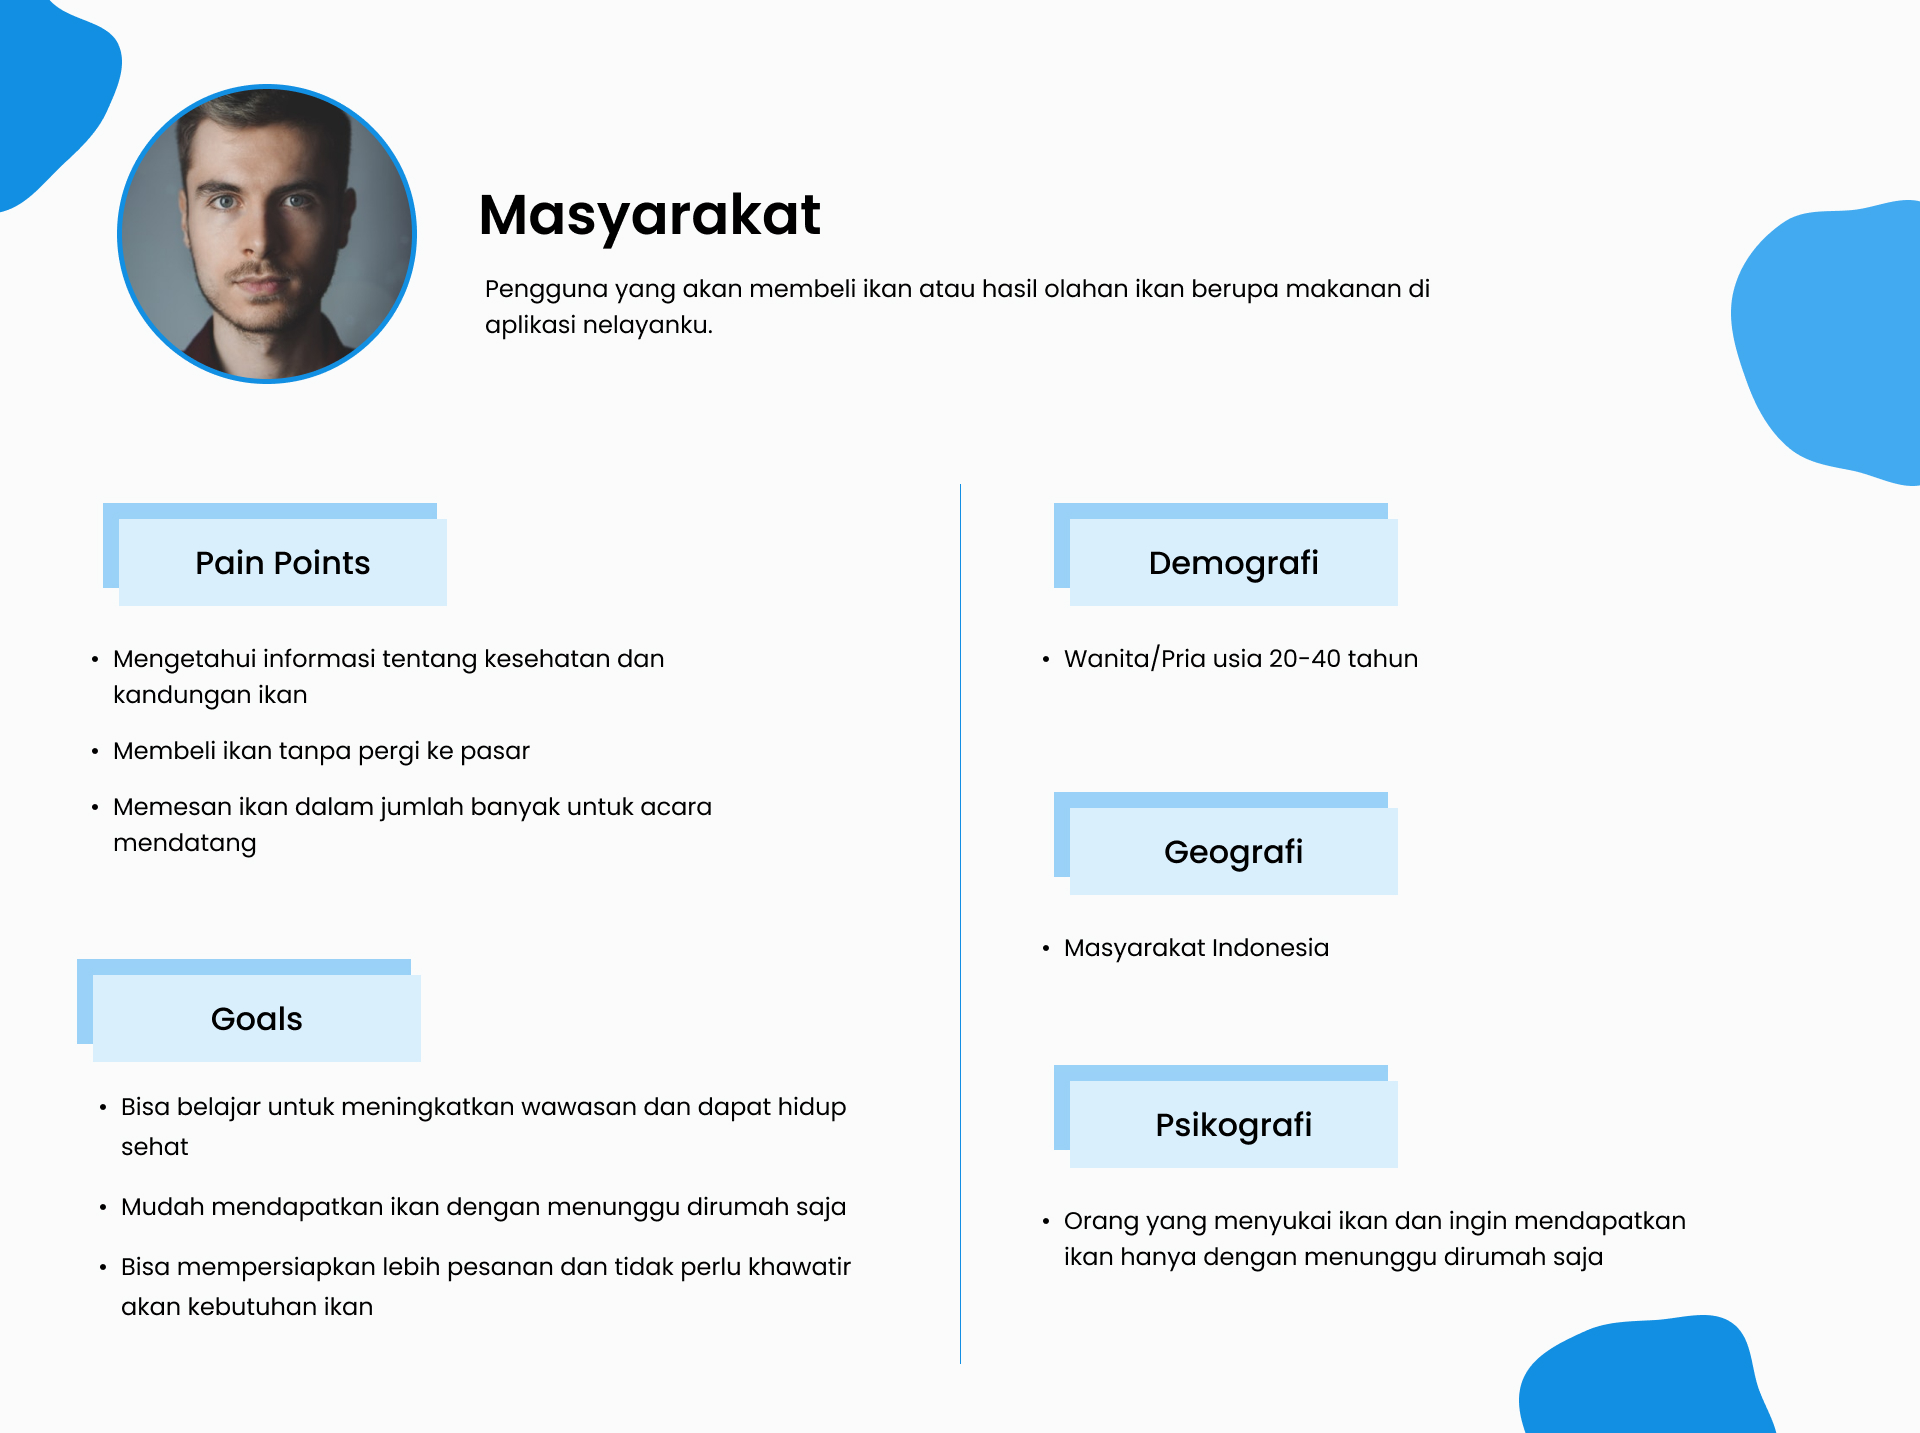 Masyarakat
Pengguna yang akan membeli ikan atau hasil olahan ikan berupa makanan di
aplikasi nelayanku.
Pain Points
• Mengetahui informasi tentang kesehatan dan
kandungan ikan
• Membeli ikan tanpa pergi ke pasar
• Memesan ikan dalam jumlah banyak untuk acara
mendatang
Goals
• Bisa belajar untuk meningkatkan wawasan dan dapat hidup
sehat
• Mudah mendapatkan ikan dengan menunggu dirumah saja
• Bisa mempersiapkan lebih pesanan dan tidak perlu khawatir
akan kebutuhan ikan
Demografi
• Wanita/Pria usia 20-40 tahun
Geografi
• Masyarakat Indonesia
Psikografi
• Orang yang menyukai ikan dan ingin mendapatkan
ikan hanya dengan menunggu dirumah saja